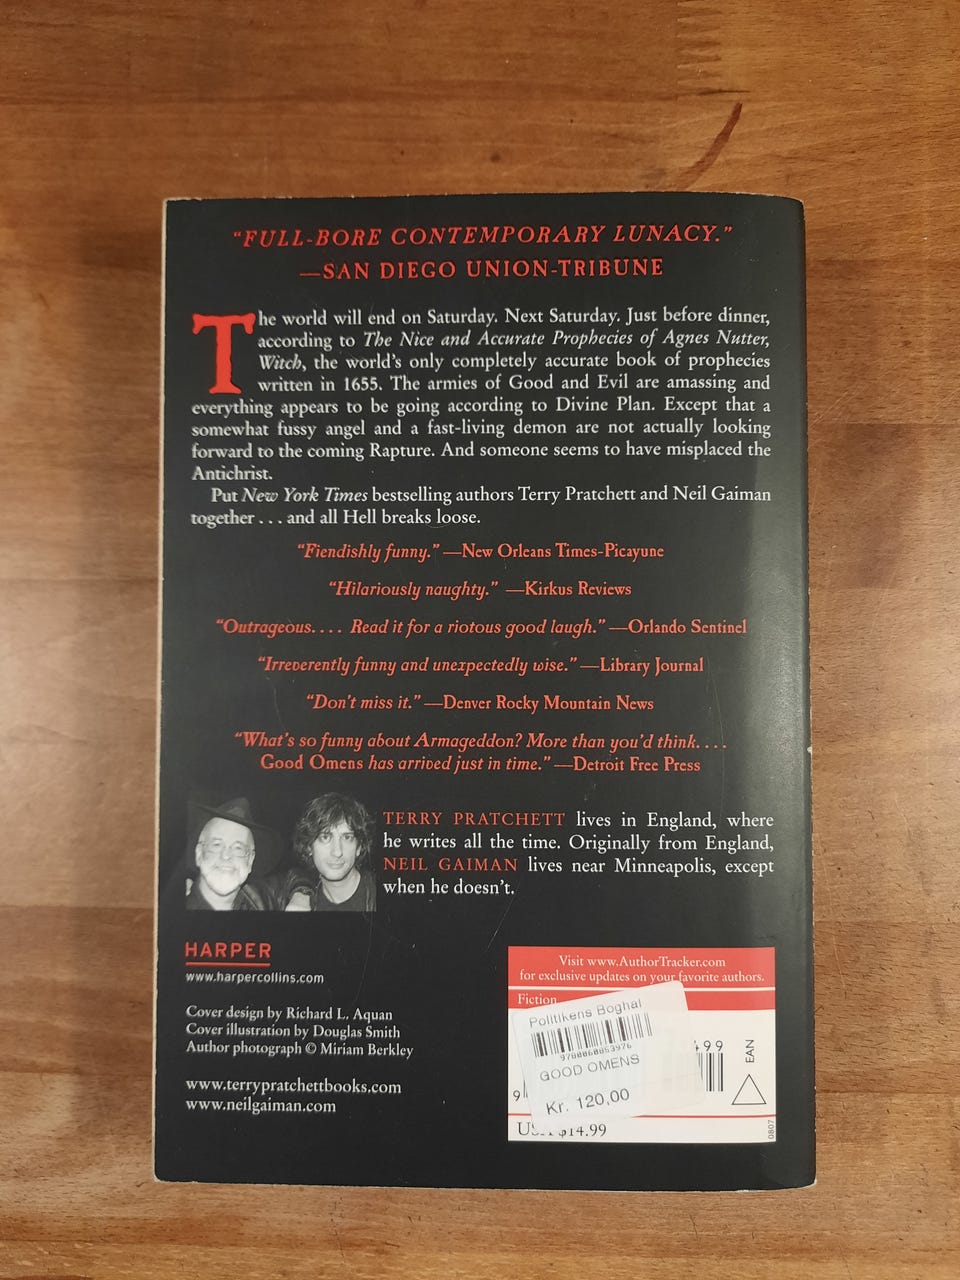 “FULL-BORE CONTEMPORARY LUNACY.”
—SAN DIEGO UNION-TRIBUNE
The world will end on Saturday. Next Saturday. Just before dinner,
according to The Nice and Accurate Prophecies of Agnes Nutter,
Witch, the world’s only completely accurate book of prophecies
written in 1655. The armies of Good and Evil are amassing and
everything appears to be going according to Divine Plan. Except that a
somewhat fussy angel and a fast-living demon are not actually looking
forward to the coming Rapture. And someone seems to have misplaced the
Antichrist.
Put New York Times bestselling authors Terry Pratchett and Neil Gaiman
together . . . and all Hell breaks loose.
“Fiendishly funny.” —New Orleans Times-Picayune
“Hilariously naughty.” —Kirkus Reviews
“Outrageous. . . . Read it for a riotous good laugh.” —Orlando Sentinel
“Irreverently funny and unexpectedly wise.” —Library Journal
“Don’t miss it.” —Denver Rocky Mountain News
“What’s so funny about Armageddon? More than you’d think. . . .
Good Omens has arrived just in time.” —Detroit Free Press
TERRY PRATCHETT lives in England, where
he writes all the time. Originally from England,
NEIL GAIMAN lives near Minneapolis, except
when he doesn’t.
HARPER
www.harpercollins.com
Cover design by Richard L. Aquan
Cover illustration by Douglas Smith
Author photograph © Miriam Berkley
www.terrypratchettbooks.com
www.neilgaiman.com
Visit www.AuthorTracker.com
for exclusive updates on your favorite authors.
Fiction
Politikens Boghal
9780060853976
GOOD OMENS
Kr. 120,00
9
499
EAN
$14.99
0807